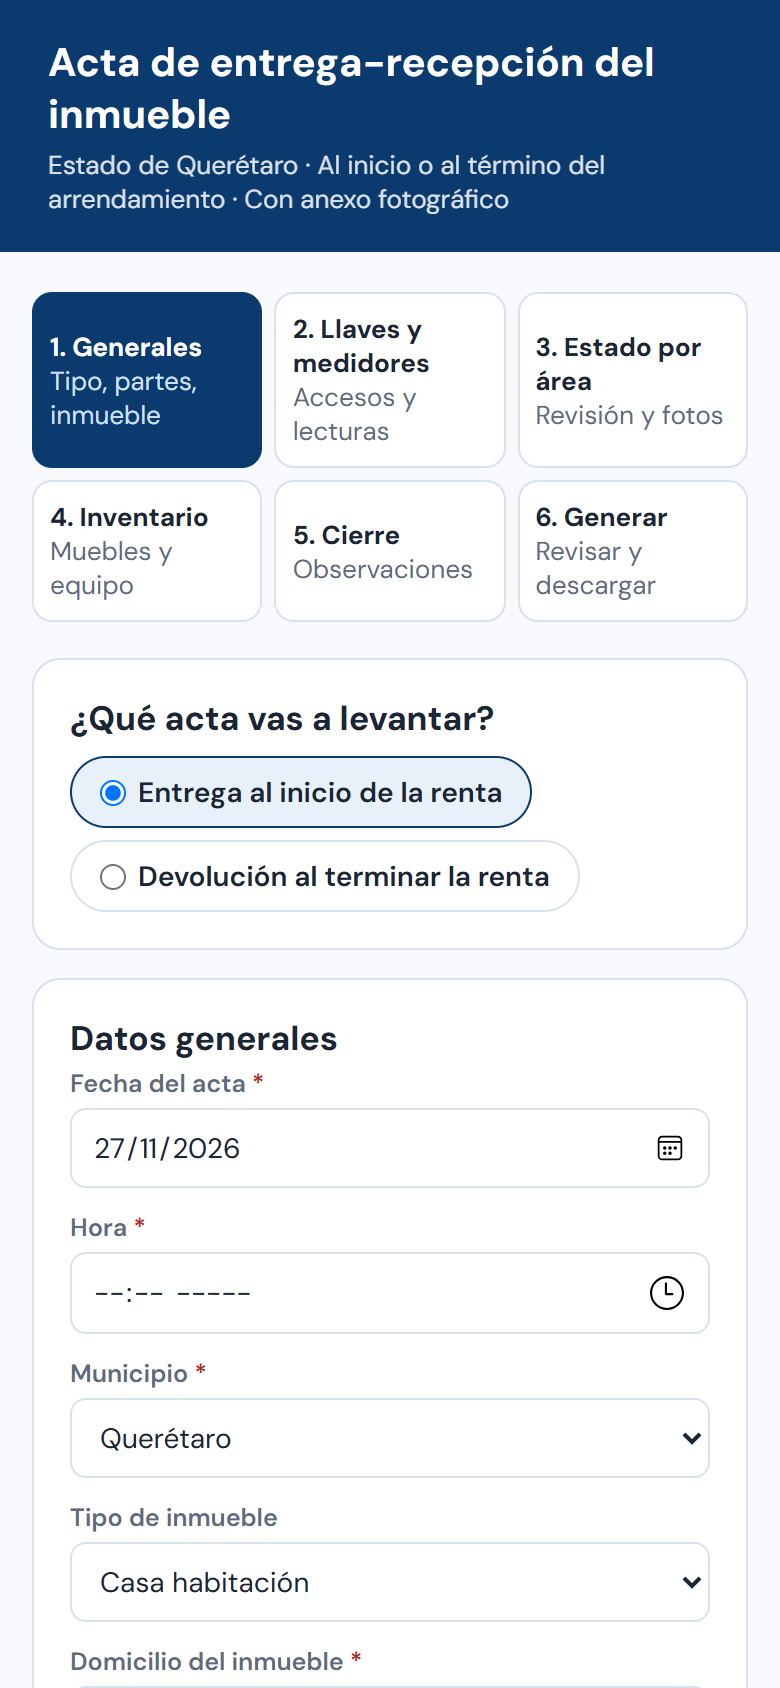 Acta de entrega-recepción del
inmueble
Estado de Querétaro · Al inicio o al término del
arrendamiento · Con anexo fotográfico
1. Generales
Tipo, partes,
inmueble
2. Llaves y
medidores
Accesos y
lecturas
3. Estado por
área
Revisión y fotos
4. Inventario
Muebles y
equipo
5. Cierre
Observaciones
6. Generar
Revisar y
descargar
¿Qué acta vas a levantar?
Entrega al inicio de la renta
Devolución al terminar la renta
Datos generales
Fecha del acta *
27/11/2026
Hora *
--:-- -----
Municipio *
Querétaro
Tipo de inmueble
Casa habitación
Domicilio del inmueble *